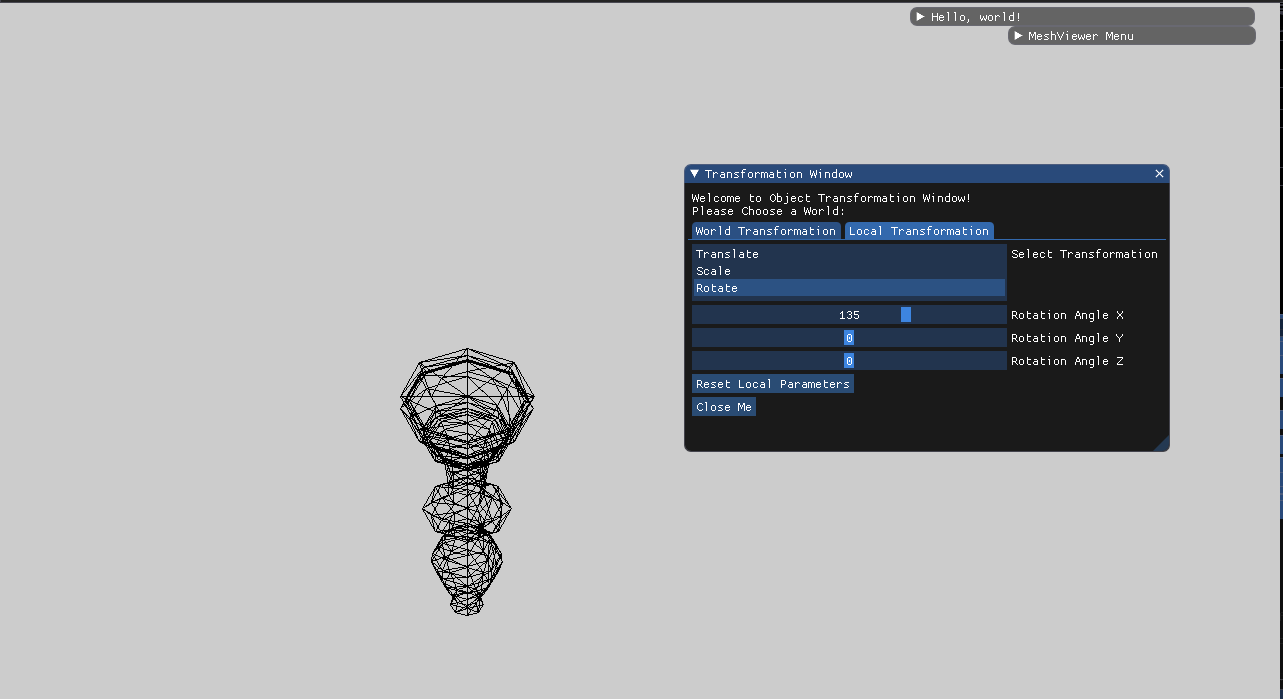 Hello, world!
MeshViewer Menu
Transformation Window
Welcome to Object Transformation Window!
Please Choose a World:
World Transformation Local Transformation
Translate Select Transformation
Scale
Rotate
135 Rotation Angle X
0 Rotation Angle Y
0 Rotation Angle Z
Reset Local Parameters
Close Me